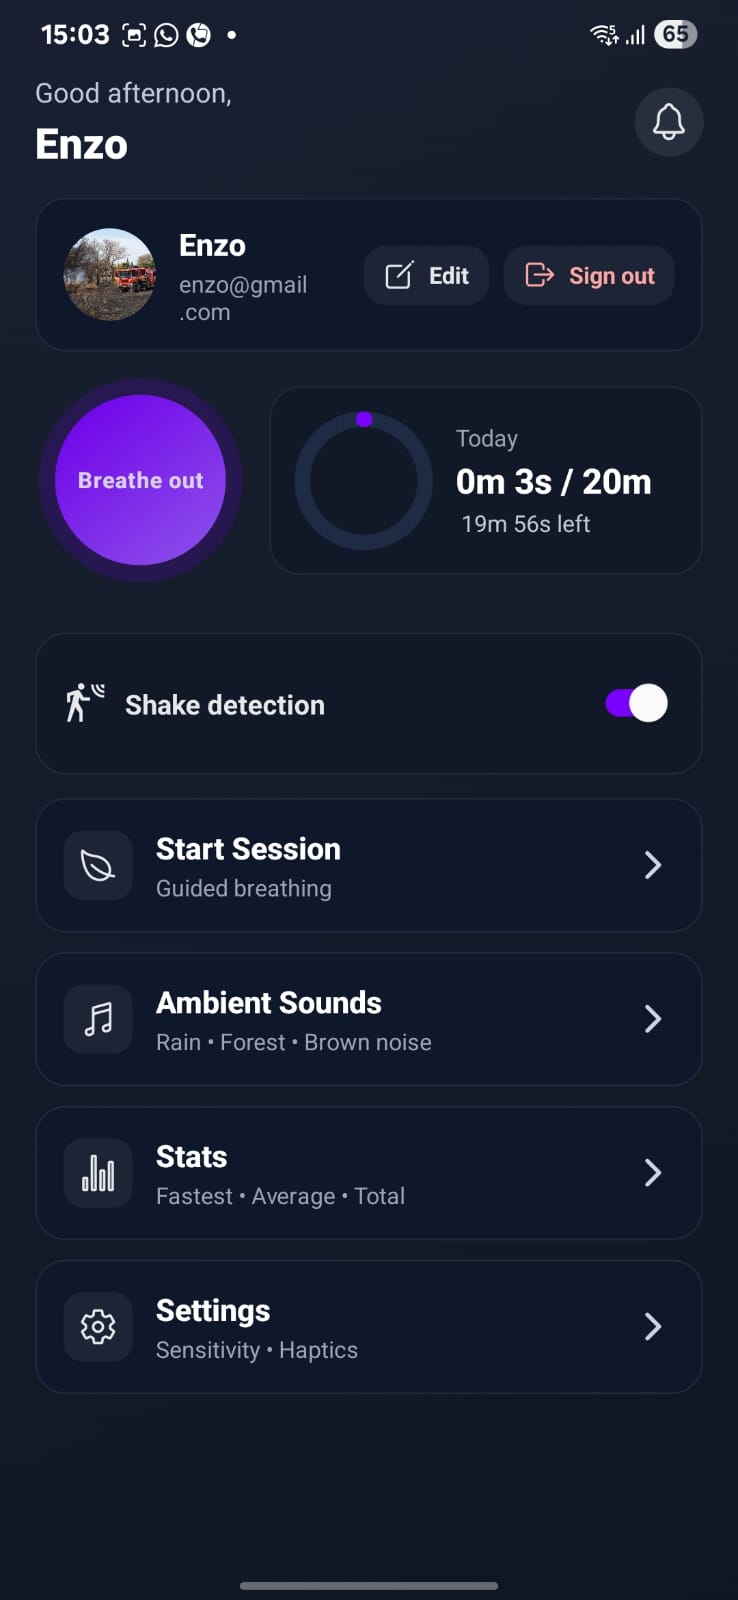 15:03
65
Good afternoon,
Enzo
Enzo
enzo@gmail
.com
Edit
Sign out
Breathe out
Today
0m 3s / 20m
19m 56s left
Shake detection
Start Session
Guided breathing
Ambient Sounds
Rain • Forest • Brown noise
Stats
Fastest • Average • Total
Settings
Sensitivity • Haptics